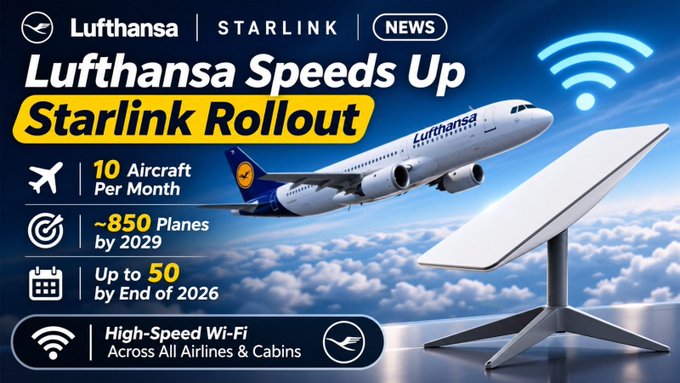 Lufthansa | STARLINK | NEWS
Lufthansa Speeds Up
Starlink Rollout
10 Aircraft
Per Month
~850 Planes
by 2029
Up to 50
by End of 2026
High-Speed Wi-Fi
Across All Airlines & Cabins
Lufthansa